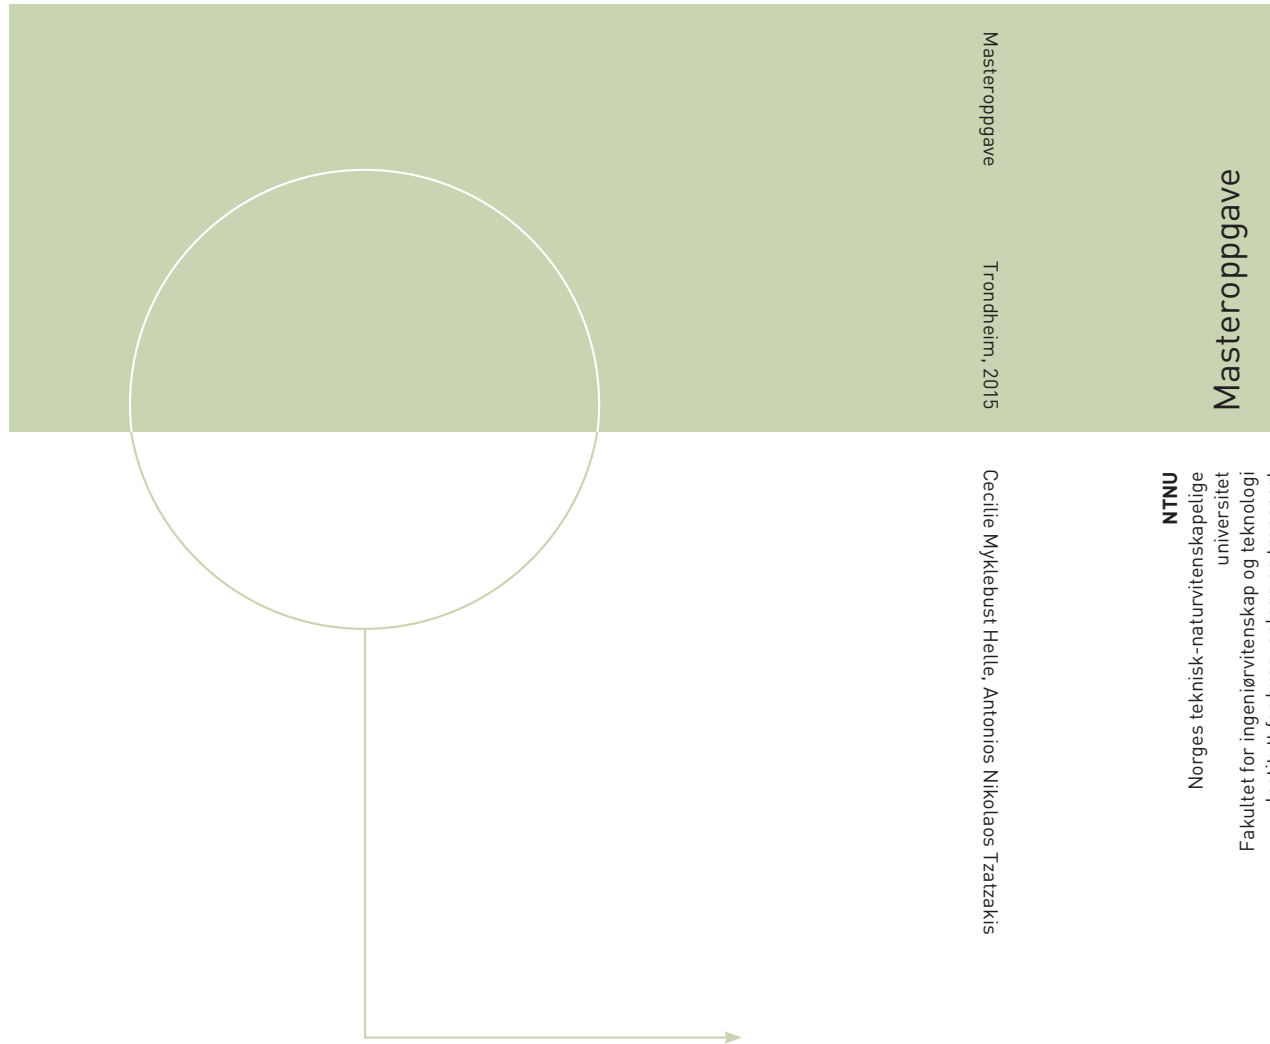 Masteroppgave
Trondheim, 2015
Cecilie Myklebust Helle, Antonios Nikolaos Tzatzakis
Masteroppgave
NTNU
Norges teknisk-naturvitenskapelige
universitet
Fakultet for ingeniørvitenskap og teknologi